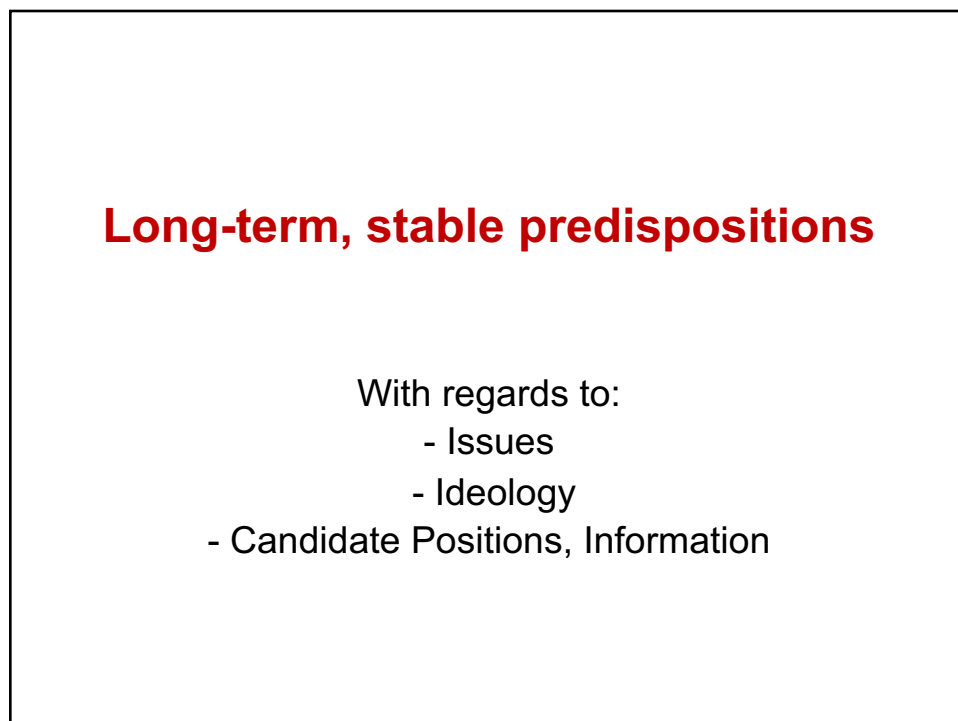 Long-term, stable predispositions
With regards to:
- Issues
- Ideology
- Candidate Positions, Information